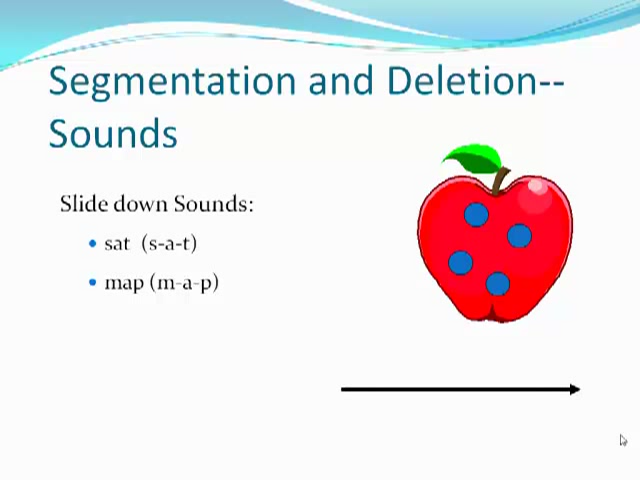 Segmentation and Deletion--
Sounds
Slide down Sounds:
• sat (s-a-t)
• map (m-a-p)